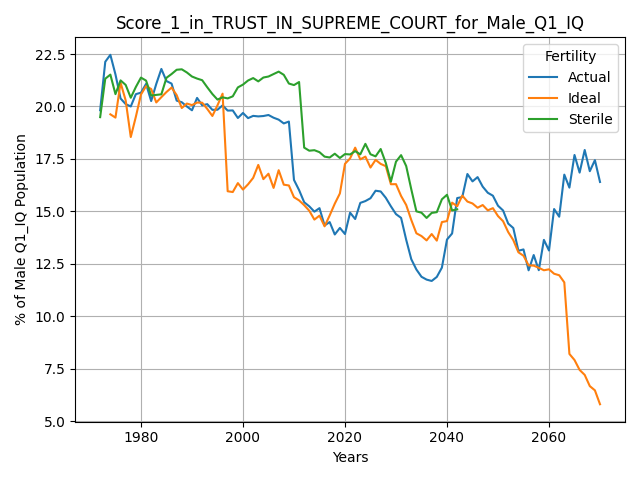 Score_1_in_TRUST_IN_SUPREME_COURT_for_Male_Q1_IQ
Fertility
Actual
Ideal
Sterile
% of Male Q1_IQ Population
22.5
20.0
17.5
15.0
12.5
10.0
7.5
5.0
1980 2000 2020 2040 2060
Years